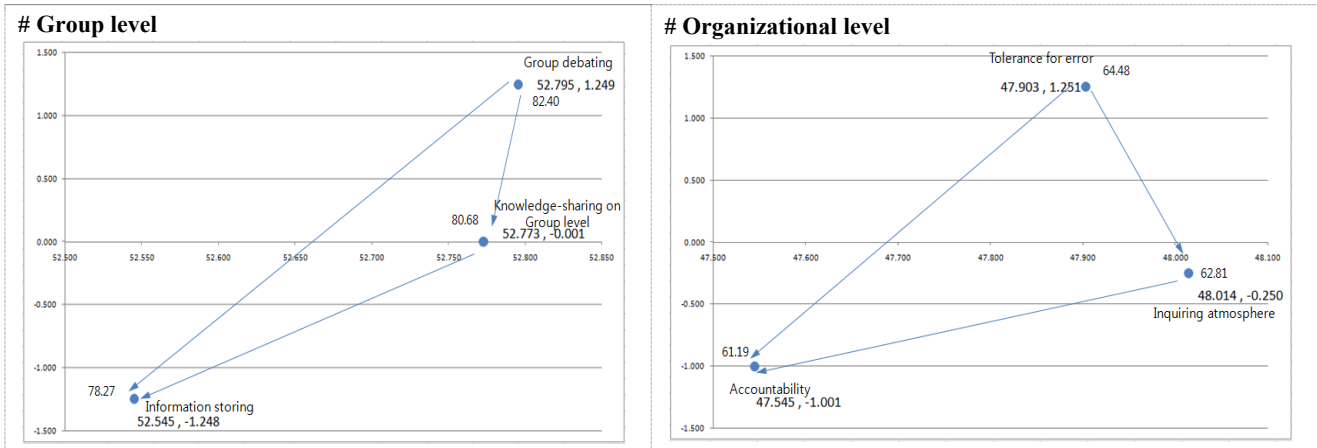 # Group level
1.500
1.000
0.500
0.000
-0.500
-1.000
-1.500
52.500
52.550
52.600
52.650
52.700
52.750
52.800
52.850
Group debating
52.795 , 1.249
82.40
80.68
Knowledge-sharing on
Group level
52.773 , -0.001
78.27
Information storing
52.545 , -1.248
# Organizational level
1.500
1.000
0.500
0.000
-0.500
-1.000
-1.500
47.500
47.600
47.700
47.800
47.900
48.000
48.100
Tolerance for error
64.48
47.903 , 1.251
62.81
48.014 , -0.250
Inquiring atmosphere
61.19
Accountability
47.545 , -1.001